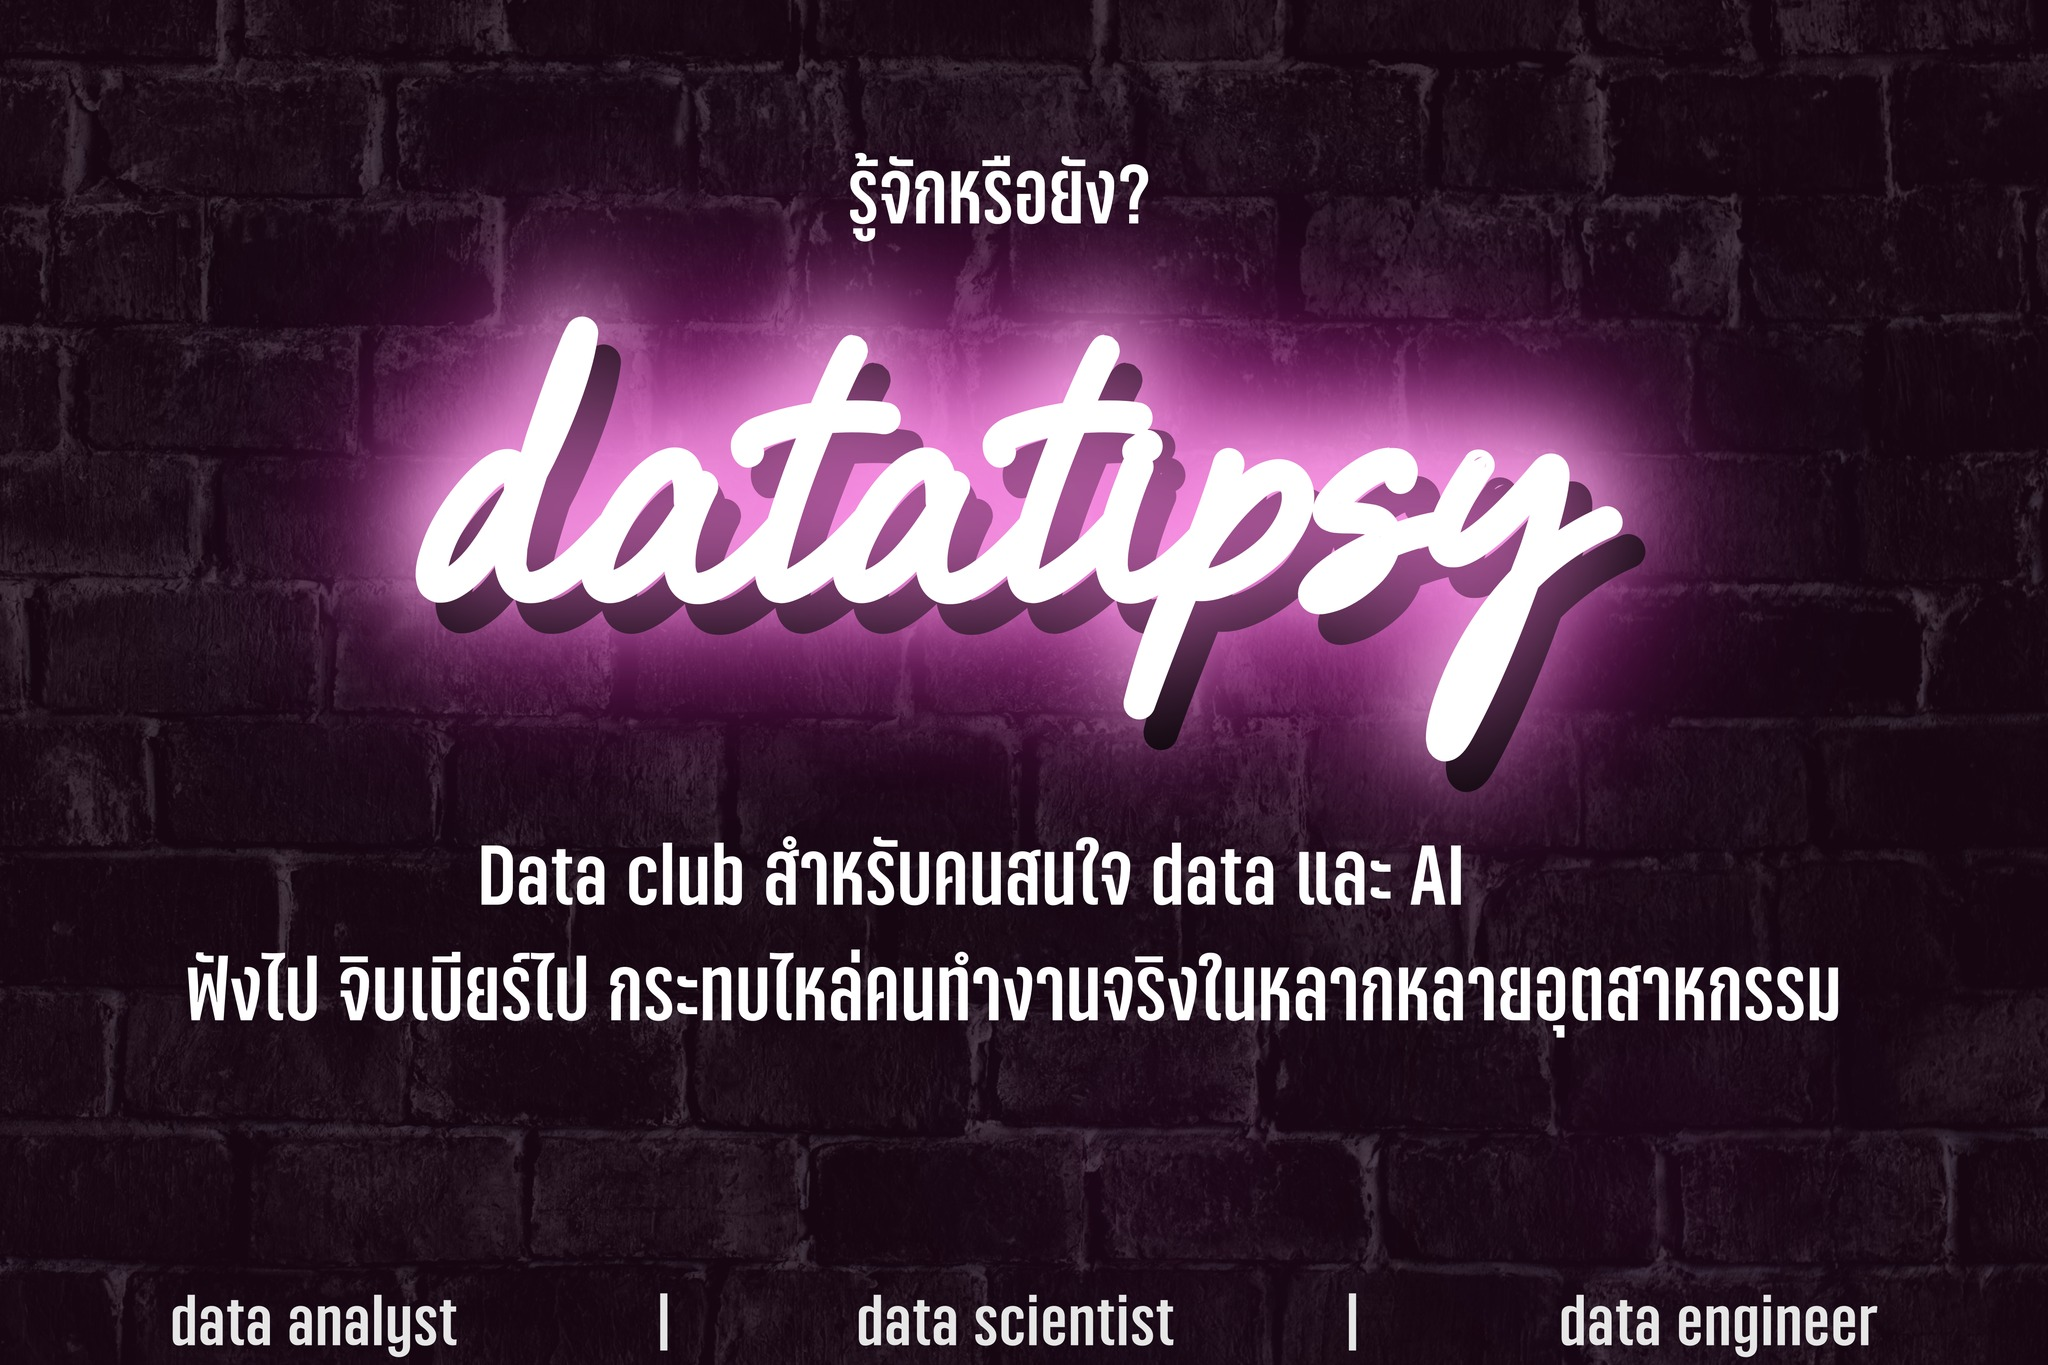 รู้จักหรือยัง?
datatipsy
Data club สำหรับคนสนใจ data และ AI
ฟังไป จิบเบียร์ไป กระทบไหล่คนทำงานจริงในหลากหลายอุตสาหกรรม
data analyst | data scientist | data engineer